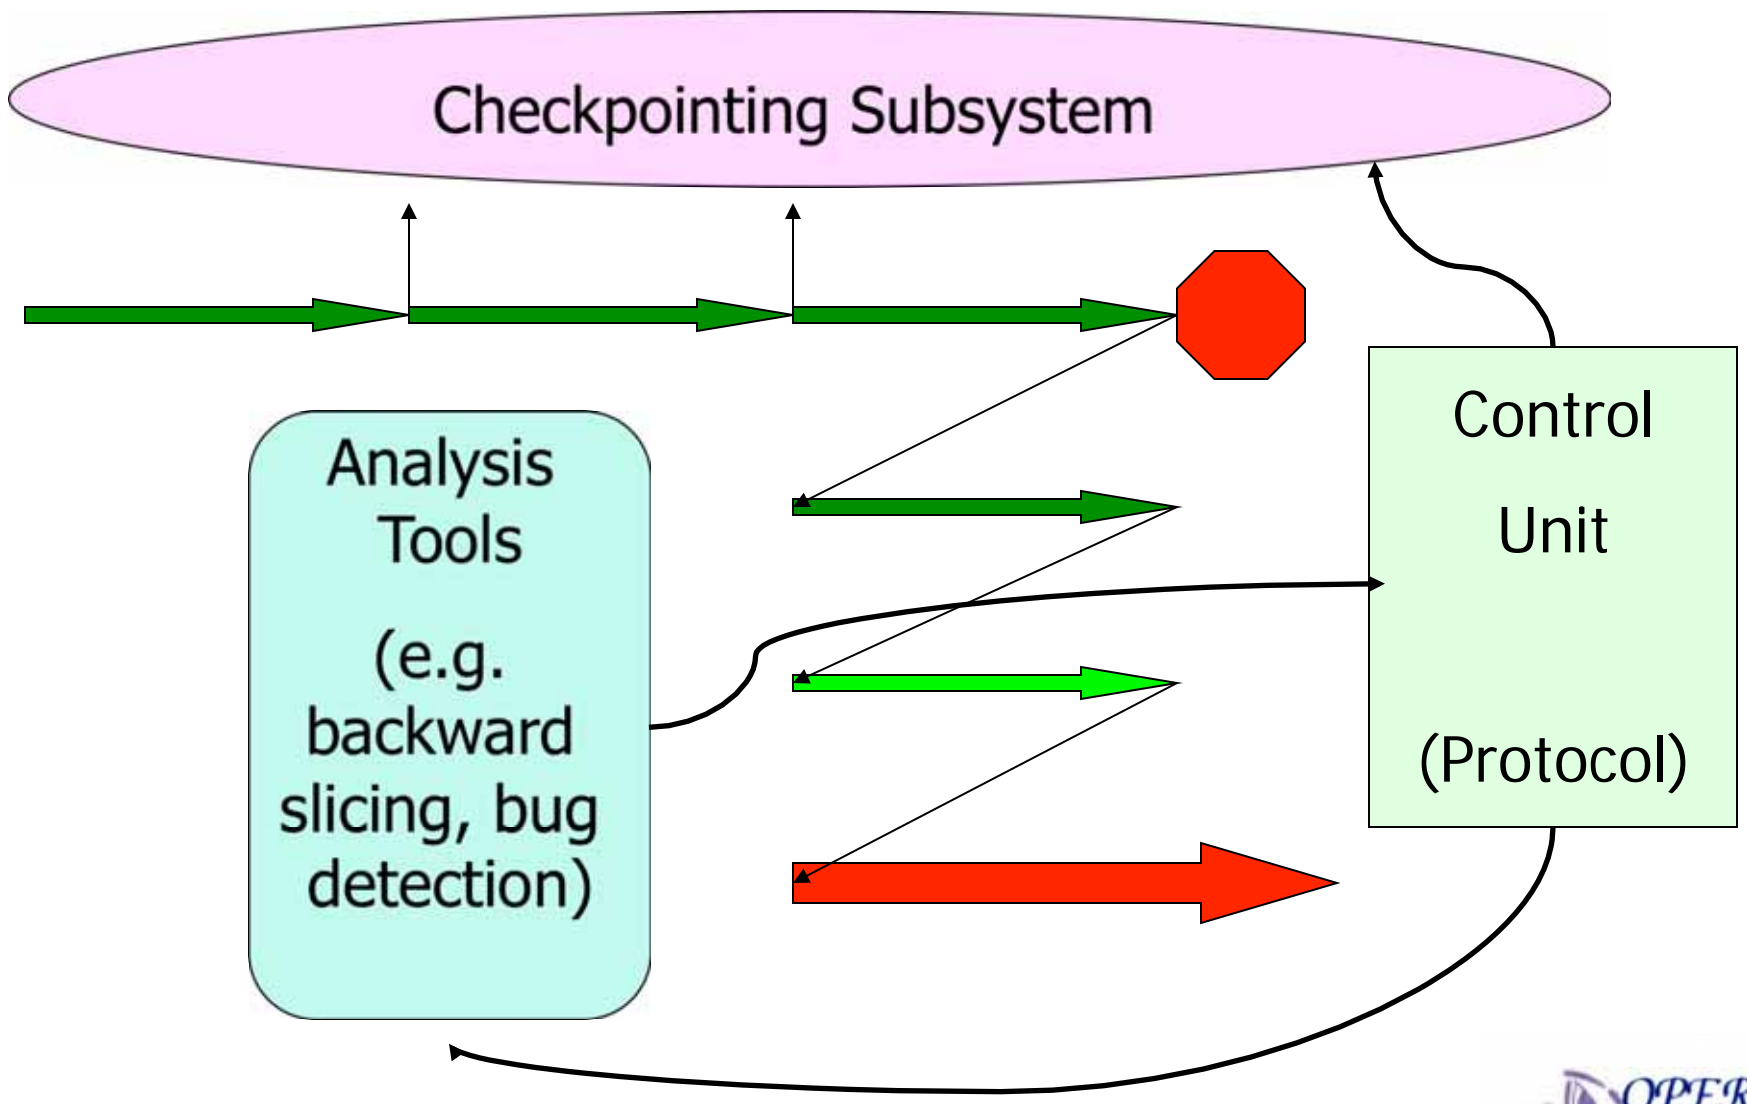 Checkpointing Subsystem
Analysis
Tools
(e.g.
backward
slicing, bug
detection)
Control
Unit
(Protocol)